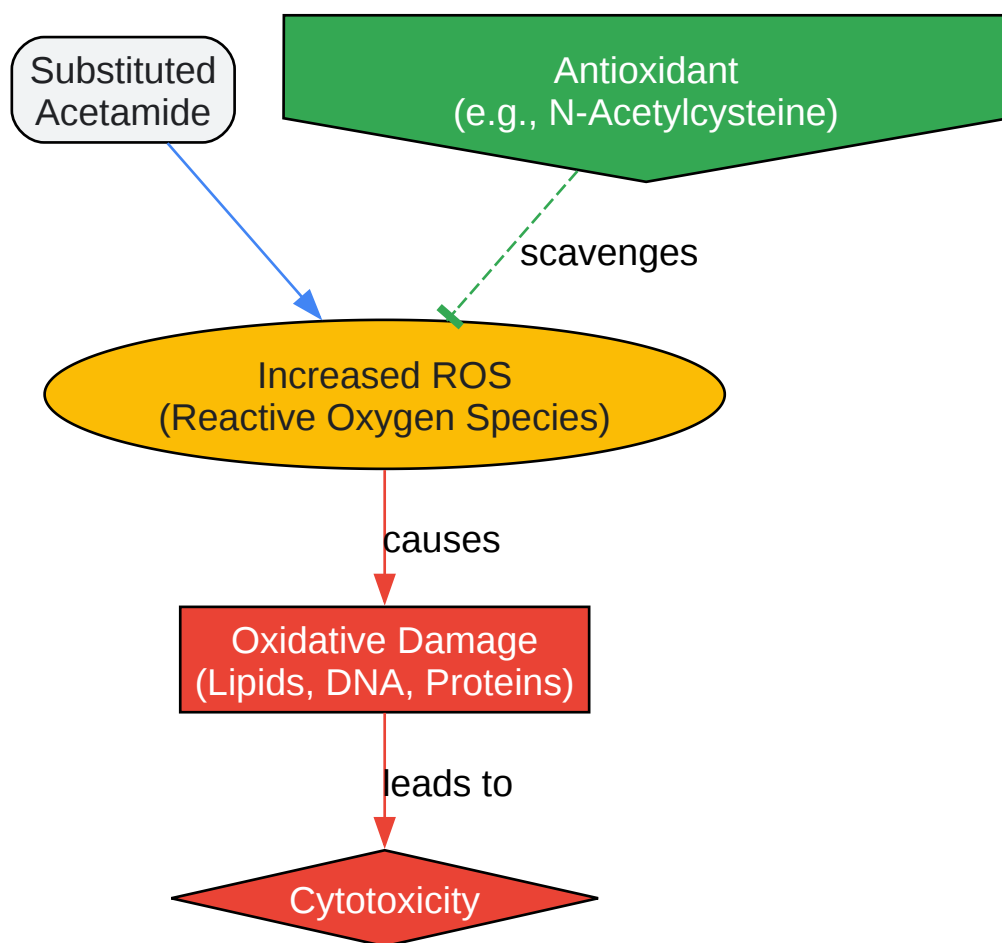 Substituted
Acetamide
Antioxidant
(e.g., N-Acetylcysteine)
scavenges
Increased ROS
(Reactive Oxygen Species)
causes
Oxidative Damage
(Lipids, DNA, Proteins)
leads to
Cytotoxicity